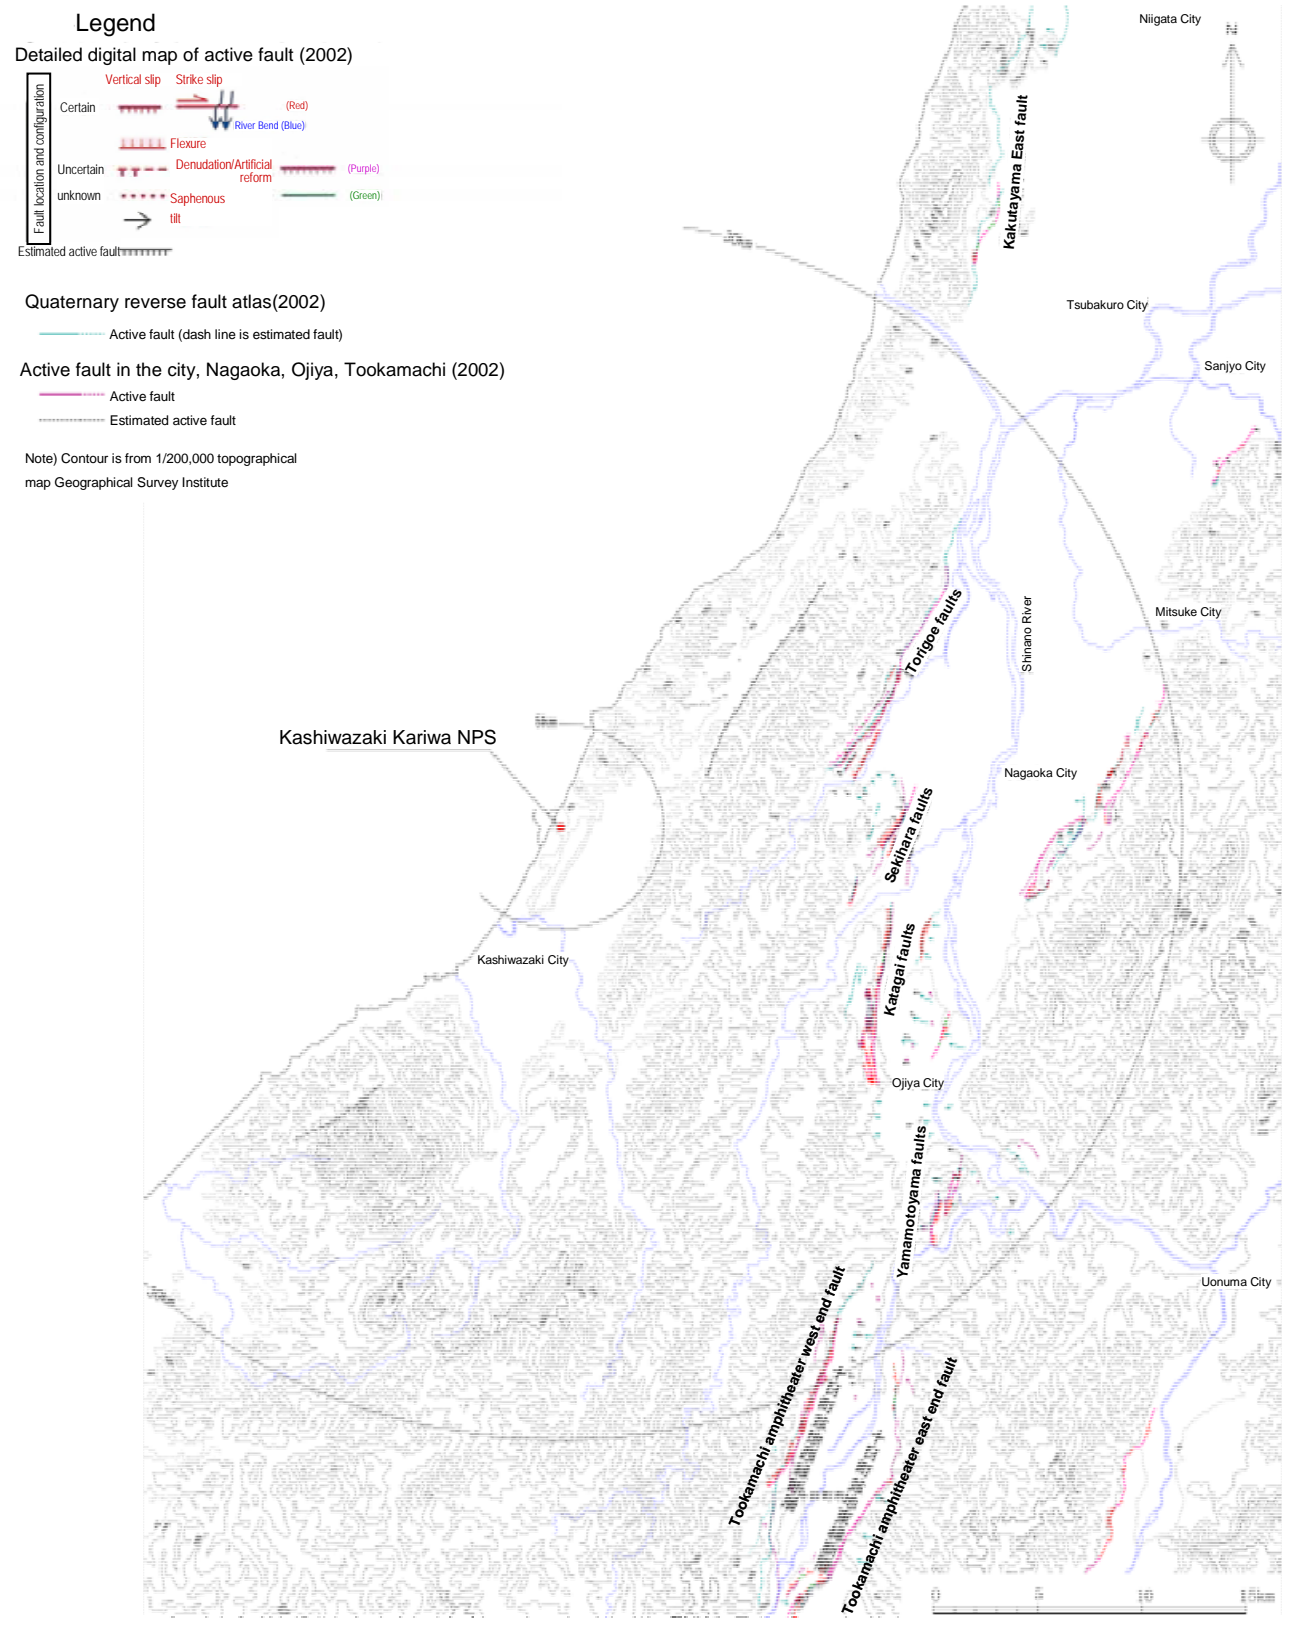 Legend
Detailed digital map of active fault (2002)
Fault location and configuration
Vertical slip Strike slip
Certain
(Red)
River Bend (Blue)
Flexure
Uncertain
Denudation/Artificial
reform
(Purple)
unknown
Saphenous
(Green)
tilt
Estimated active fault
Quaternary reverse fault atlas(2002)
Active fault (dash line is estimated fault)
Active fault in the city, Nagaoka, Ojiya, Tookamachi (2002)
Active fault
Estimated active fault
Note) Contour is from 1/200,000 topographical
map Geographical Survey Institute
Niigata City
N
Kakutayama East fault
Tsubakuro City
Sanjyo City
Torigoe faults
Shinano River
Mitsuke City
Kashiwazaki Kariwa NPS
Nagaoka City
Sekihara faults
Kashiwazaki City
Katagai faults
Ojiya City
Yamamotoyama faults
Uonuma City
Tookamachi amphitheater west end fault
Tookamachi amphitheater east end fault
0 5 10